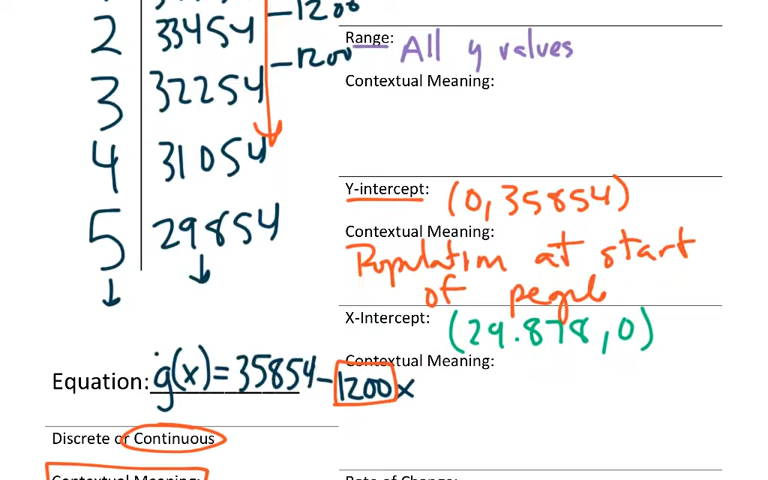 -1200
2 33454
-1200
3 32254
4 31054
5 29854
Equation: g(x)=35854-1200x
Discrete or Continuous
Contextual Meaning:
Range: All y values
Contextual Meaning:
Y-intercept: (0,35854)
Contextual Meaning:
Population at start
of people
X-Intercept: (29.878,0)
Contextual Meaning:
Rate of Change: